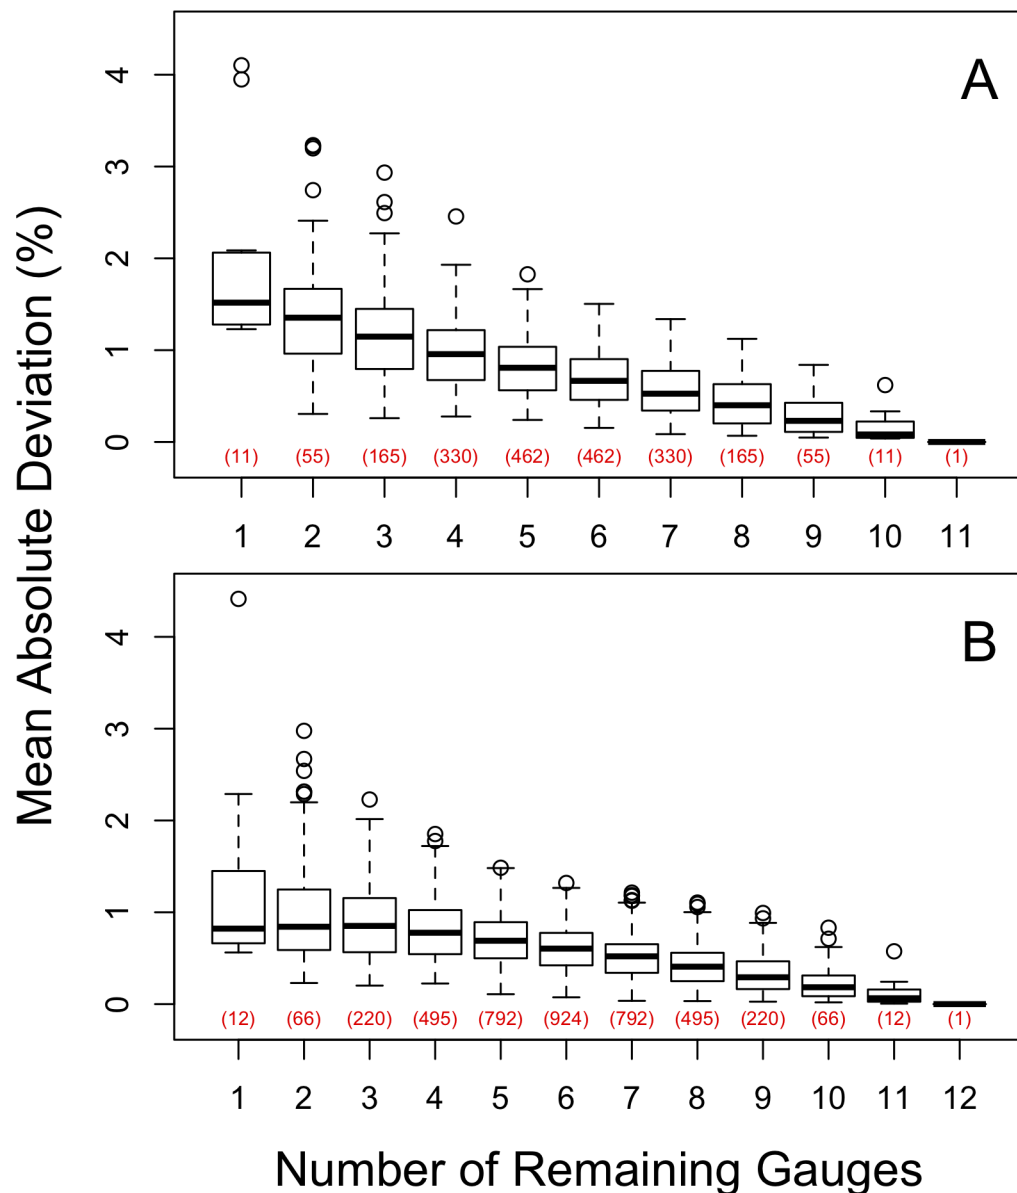 Mean Absolute Deviation (%)
A
4
3
2
1
0
(11) (55) (165) (330) (462) (462) (330) (165) (55) (11) (1)
1 2 3 4 5 6 7 8 9 10 11
B
4
3
2
1
0
(12) (66) (220) (495) (792) (924) (792) (495) (220) (66) (12) (1)
1 2 3 4 5 6 7 8 9 10 11 12
Number of Remaining Gauges